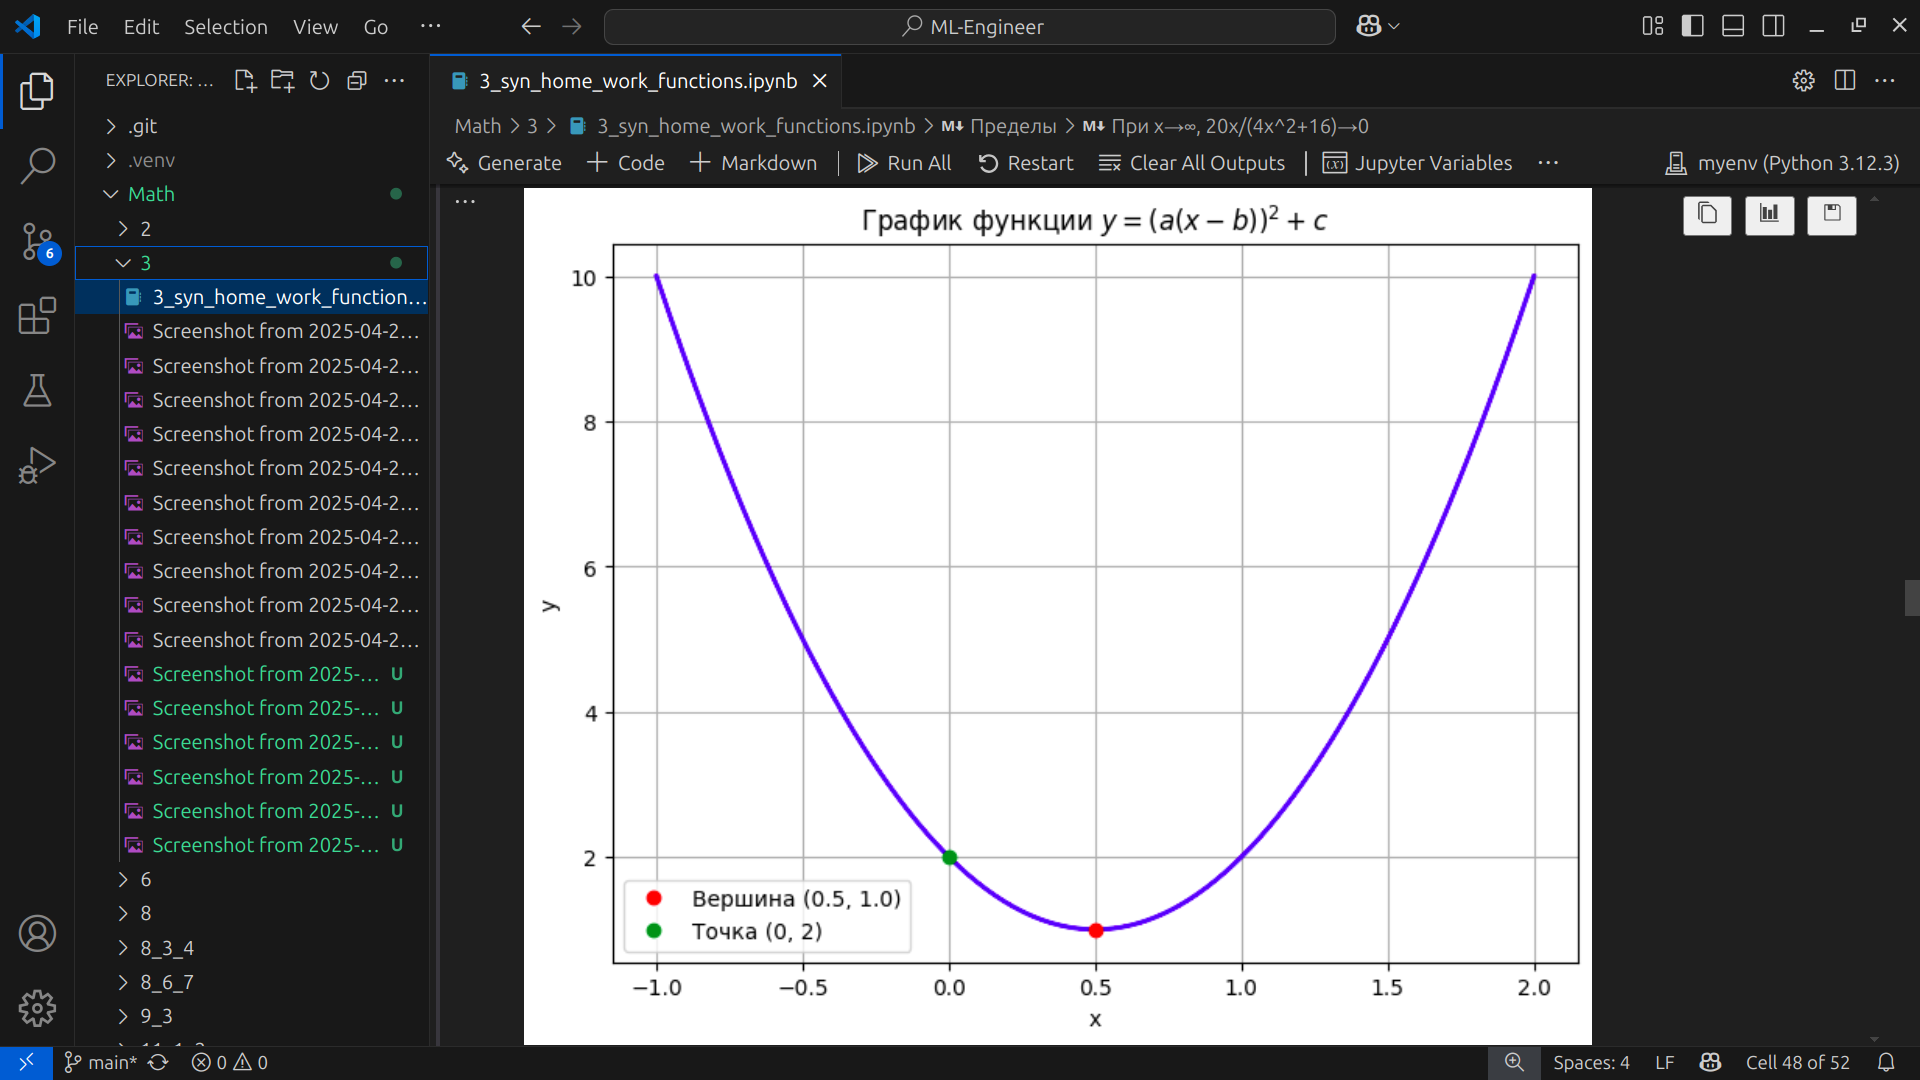 File Edit Selection View Go ML-Engineer
EXPLORER: ...
3_syn_home_work_functions.ipynb
Math > 3 > 3_syn_home_work_functions.ipynb > M↓ Пределы > M↓ При x→∞, 20x/(4x^2+16)→0
Generate + Code + Markdown Run All Restart Clear All Outputs Jupyter Variables ... myenv (Python 3.12.3)
.git
.venv
Math
2
3
3_syn_home_work_function...
Screenshot from 2025-04-2...
Screenshot from 2025-04-2...
Screenshot from 2025-04-2...
Screenshot from 2025-04-2...
Screenshot from 2025-04-2...
Screenshot from 2025-04-2...
Screenshot from 2025-04-2...
Screenshot from 2025-04-2...
Screenshot from 2025-04-2...
Screenshot from 2025-04-2...
Screenshot from 2025-... U
Screenshot from 2025-... U
Screenshot from 2025-... U
Screenshot from 2025-... U
Screenshot from 2025-... U
Screenshot from 2025-... U
6
8
8_3_4
8_6_7
9_3
6
График функции y = (a(x − b))² + c
10
8
6
4
2
y
Вершина (0.5, 1.0)
Точка (0, 2)
−1.0 −0.5 0.0 0.5 1.0 1.5 2.0
x
main* 0 0 Spaces: 4 LF Cell 48 of 52